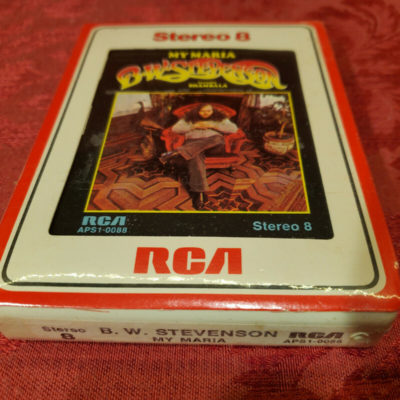 Stereo 8
MY MARIA
B.W. STEVENSON
SHAMBALA
RCA
APS1-0088
Stereo 8
RCA
Stereo
8
B. W. STEVENSON
MY MARIA
RCA
APS1-0088